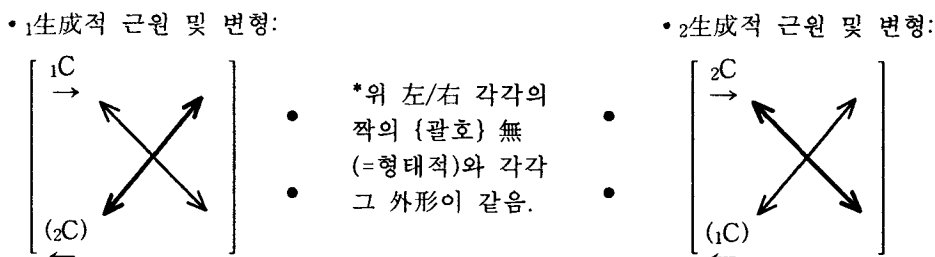 • ₁生成적 근원 및 변형:
• ₂生成적 근원 및 변형:
₁C
→
(₂C)
←
*위 左/右 각각의
짝의 {괄호} 無
(=형태적)와 각각
그 外形이 같음.
₂C
→
(₁C)
←